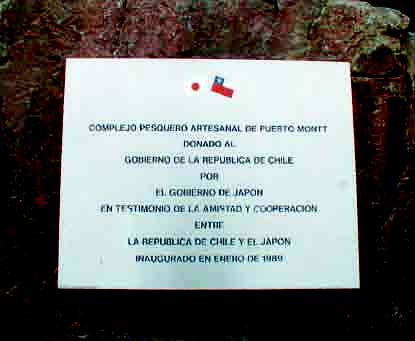 COMPLEJO PESQUERO ARTESANAL DE PUERTO MONTT
DONADO AL
GOBIERNO DE LA REPUBLICA DE CHILE
POR
EL GOBIERNO DE JAPON
EN TESTIMONIO DE LA AMISTAD Y COOPERACION
ENTRE
LA REPUBLICA DE CHILE Y EL JAPON
INAUGURADO EN ENERO DE 1989